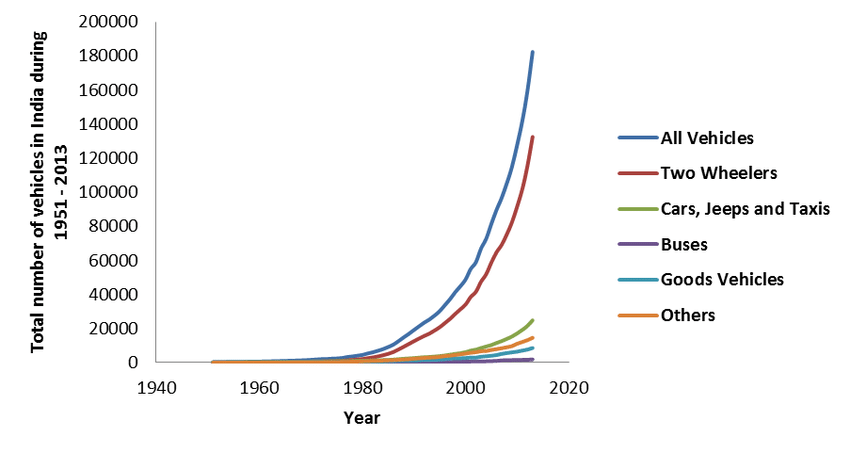 Total number of vehicles in India during
1951 - 2013
200000
180000
160000
140000
120000
100000
80000
60000
40000
20000
0
1940
1960
1980
2000
2020
Year
All Vehicles
Two Wheelers
Cars, Jeeps and Taxis
Buses
Goods Vehicles
Others